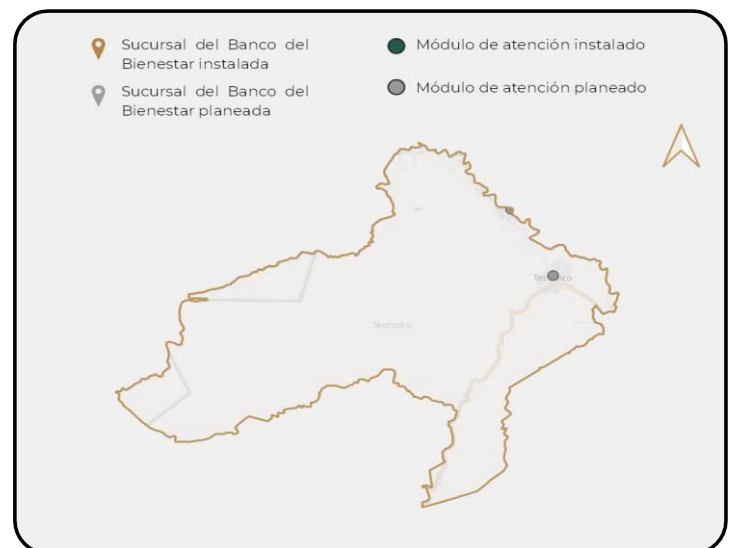 Sucursal del Banco del
Bienestar instalada
Sucursal del Banco del
Bienestar planeada
Módulo de atención instalado
Módulo de atención planeado
Teotlalco